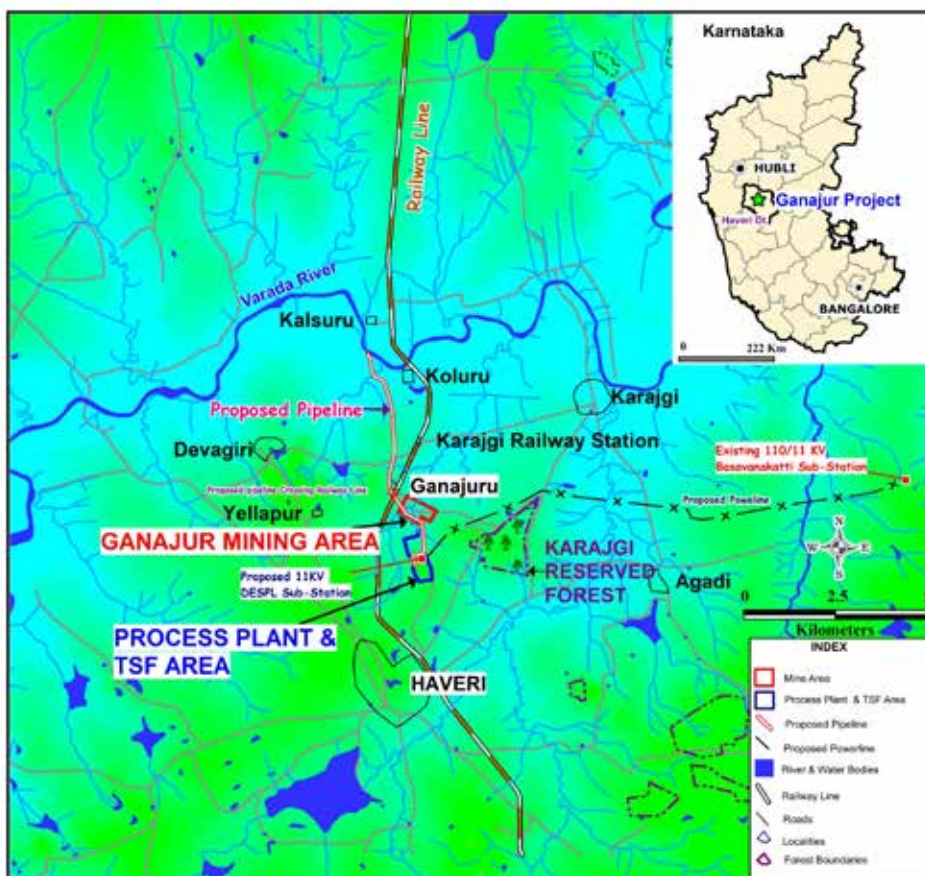 Karnataka
HUBLI
Ganajur Project
Haveri Dt.
BANGALORE
0 222 Km
Railway Line
Varada River
Kalsuru
Koluru
Karajgi
Proposed Pipeline
Karajgi Railway Station
Devagiri
Existing 110/11 KV
Basavanakatti Sub-Station
Proposed pipeline Crossing Railway Line
Ganajuru
Proposed Poweline
Yellapur
GANAJUR MINING AREA
N
W E
S
KARAJGI
RESERVED
FOREST
Proposed 11KV
DESPL Sub-Station
Agadi
0 2.5
Kilometers
PROCESS PLANT &
TSF AREA
HAVERI
INDEX
Mine Area
Process Plant & TSF Area
Proposed Pipeline
Proposed Powerline
River & Water Bodies
Railway Line
Roads
Localities
Forest Boundaries